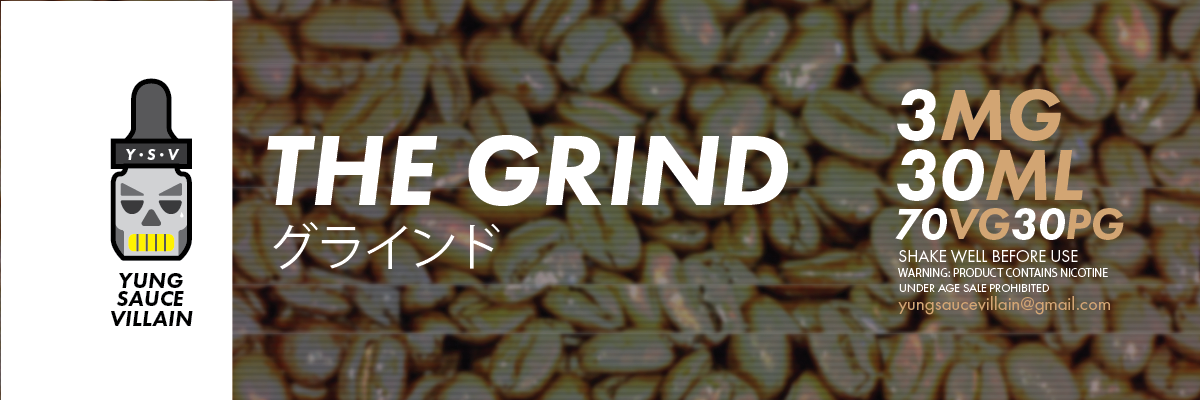 Y·S·V
YUNG
SAUCE
VILLAIN
THE GRIND
グラインド
3MG
30ML
70VG30PG
SHAKE WELL BEFORE USE
WARNING: PRODUCT CONTAINS NICOTINE
UNDER AGE SALE PROHIBITED
yungsaucevillain@gmail.com